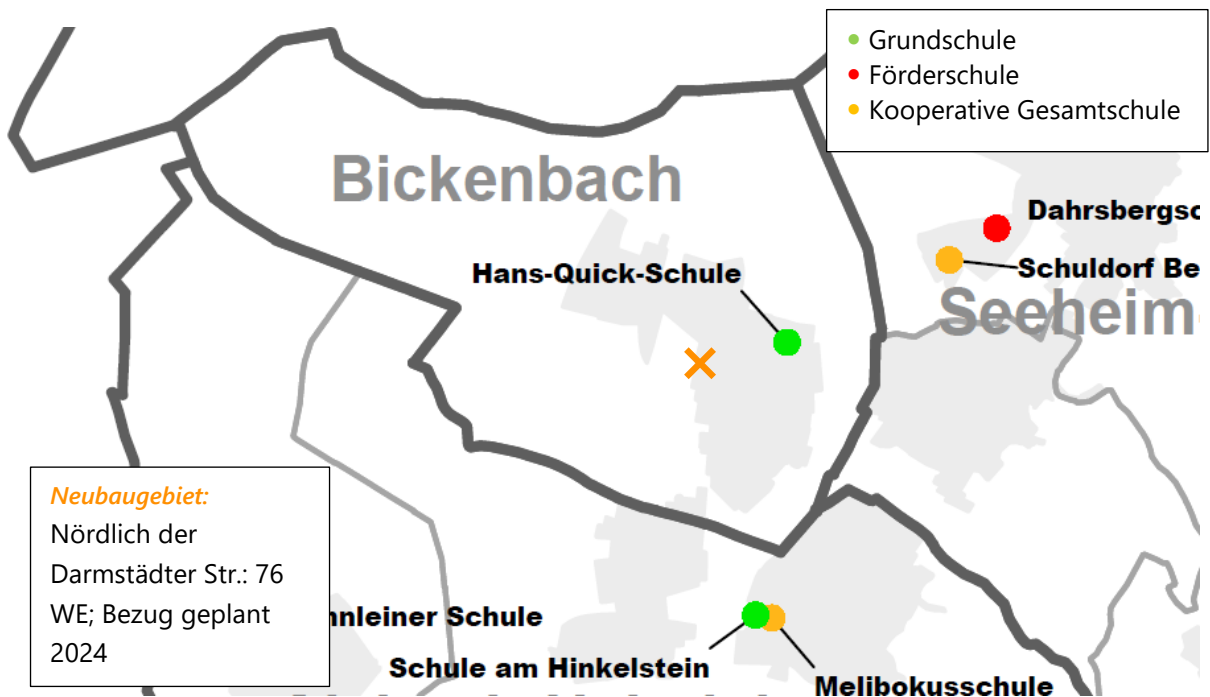 Grundschule
Förderschule
Kooperative Gesamtschule
Bickenbach
Dahrsbergsc
Hans-Quick-Schule
Schuldorf Be
Seeheim
Neubaugebiet:
Nördlich der
Darmstädter Str.: 76
WE; Bezug geplant
2024
nnleiner Schule
Schule am Hinkelstein
Melibokusschule